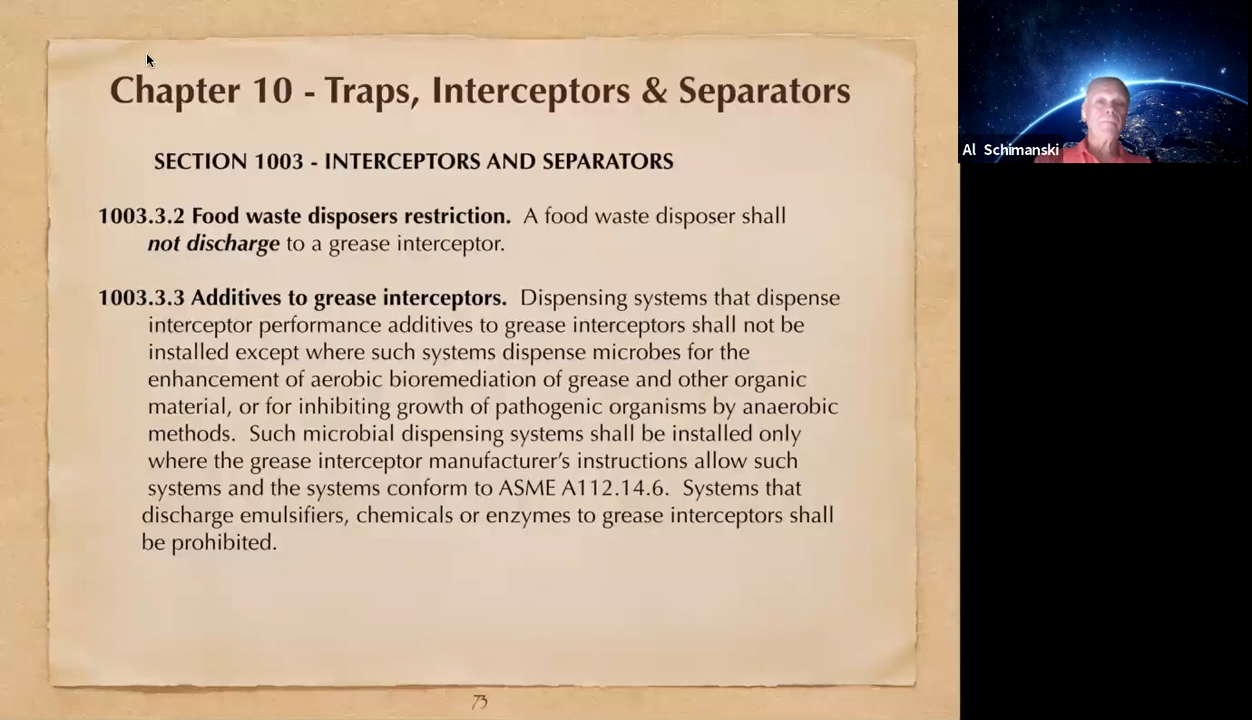 Chapter 10 - Traps, Interceptors & Separators
SECTION 1003 - INTERCEPTORS AND SEPARATORS
1003.3.2 Food waste disposers restriction. A food waste disposer shall
not discharge to a grease interceptor.
1003.3.3 Additives to grease interceptors. Dispensing systems that dispense
interceptor performance additives to grease interceptors shall not be
installed except where such systems dispense microbes for the
enhancement of aerobic bioremediation of grease and other organic
material, or for inhibiting growth of pathogenic organisms by anaerobic
methods. Such microbial dispensing systems shall be installed only
where the grease interceptor manufacturer’s instructions allow such
systems and the systems conform to ASME A112.14.6. Systems that
discharge emulsifiers, chemicals or enzymes to grease interceptors shall
be prohibited.
73
Al Schimanski